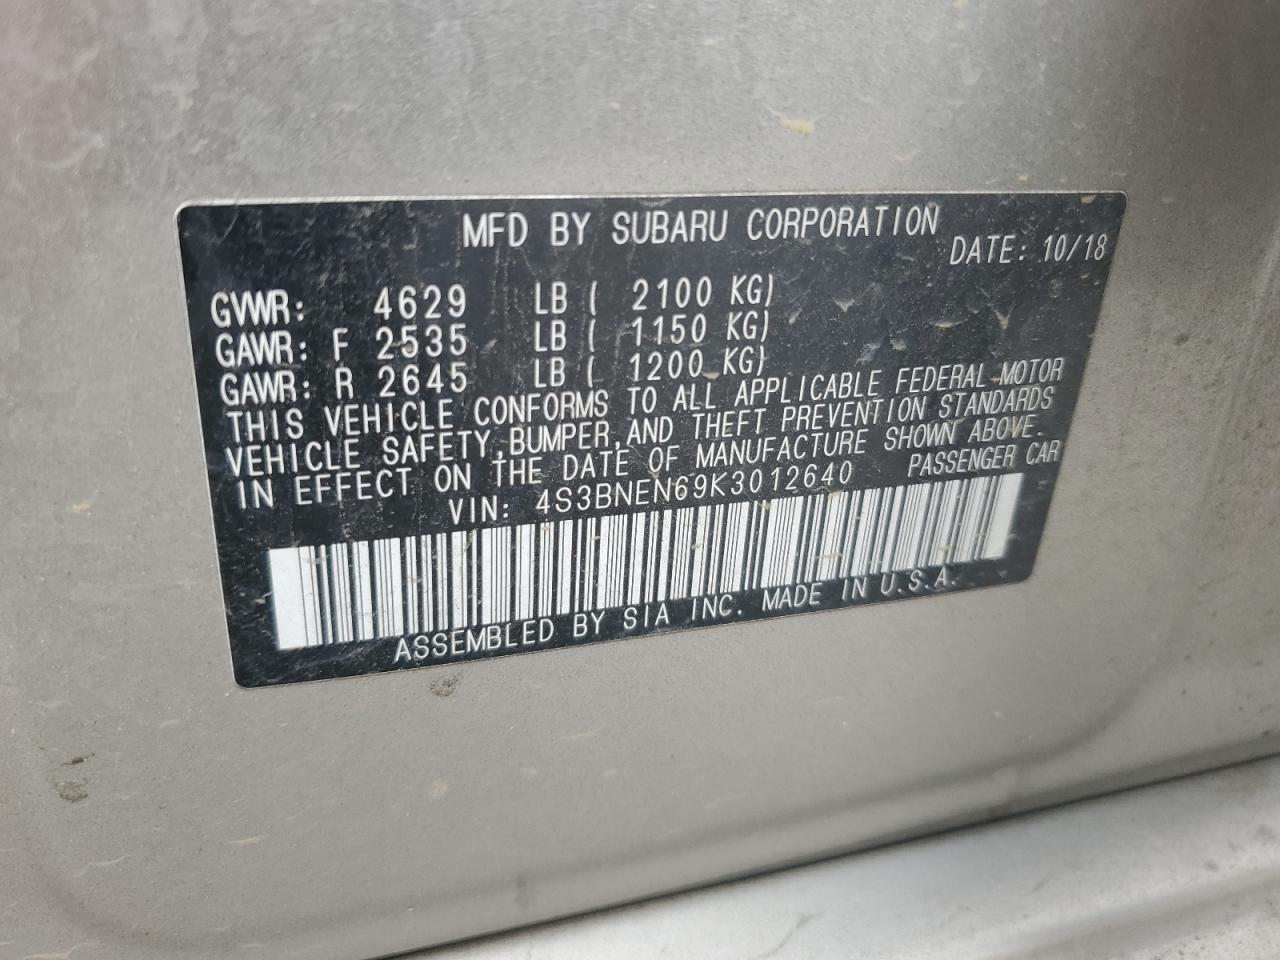 MFD BY SUBARU CORPORATION
DATE: 10/18
GVWR: 4629 LB ( 2100 KG)
GAWR: F 2535 LB ( 1150 KG)
GAWR: R 2645 LB ( 1200 KG)
THIS VEHICLE CONFORMS TO ALL APPLICABLE FEDERAL MOTOR
VEHICLE SAFETY,BUMPER,AND THEFT PREVENTION STANDARDS
IN EFFECT ON THE DATE OF MANUFACTURE SHOWN ABOVE.
VIN: 4S3BNEN69K3012640 PASSENGER CAR
ASSEMBLED BY SIA INC. MADE IN U.S.A.